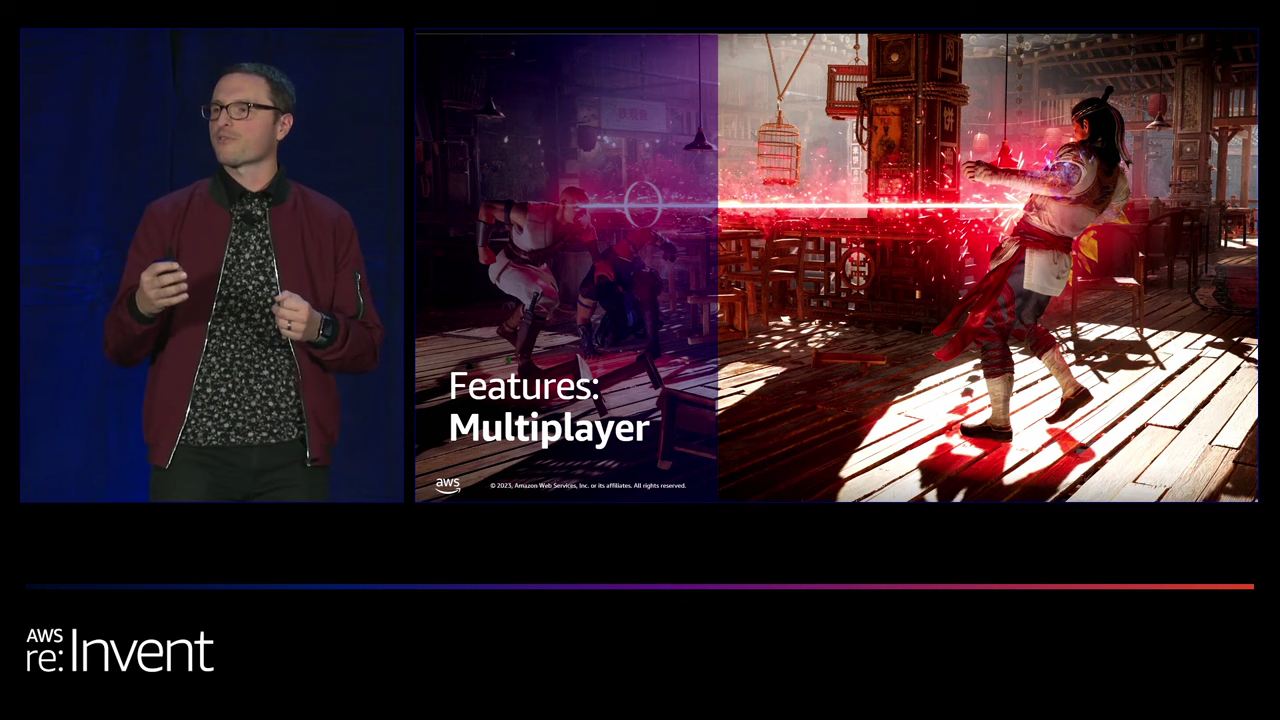 Features:
Multiplayer
aws
© 2023, Amazon Web Services, Inc. or its affiliates. All rights reserved.
AWS
re:Invent